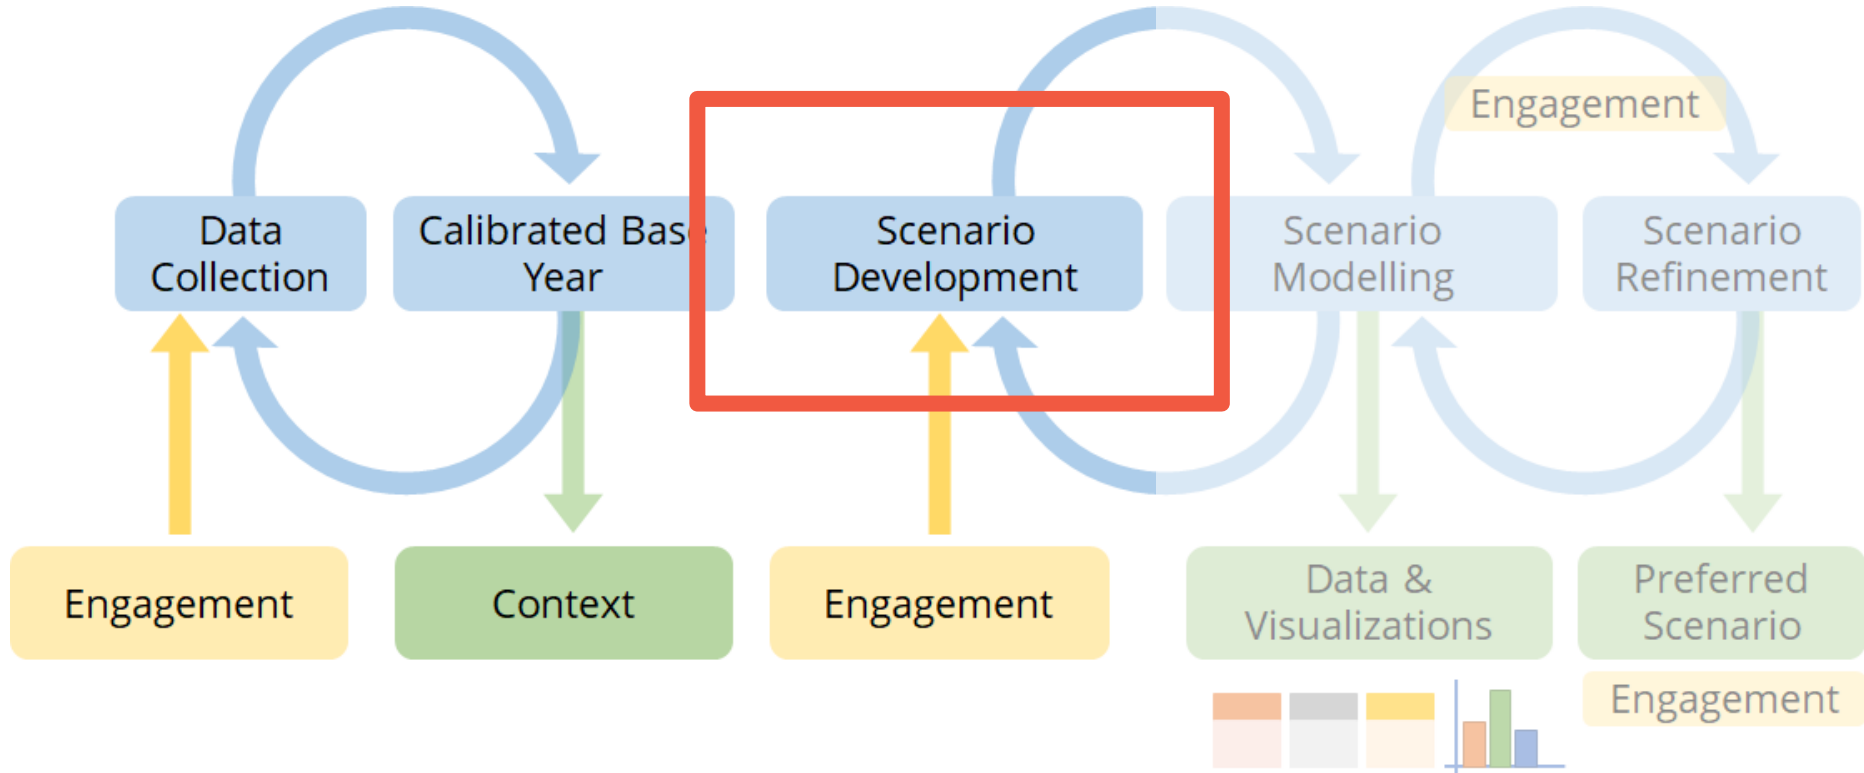 Engagement
Data
Collection
Calibrated Base
Year
Scenario
Development
Scenario
Modelling
Scenario
Refinement
Engagement
Context
Engagement
Data &
Visualizations
Preferred
Scenario
Engagement